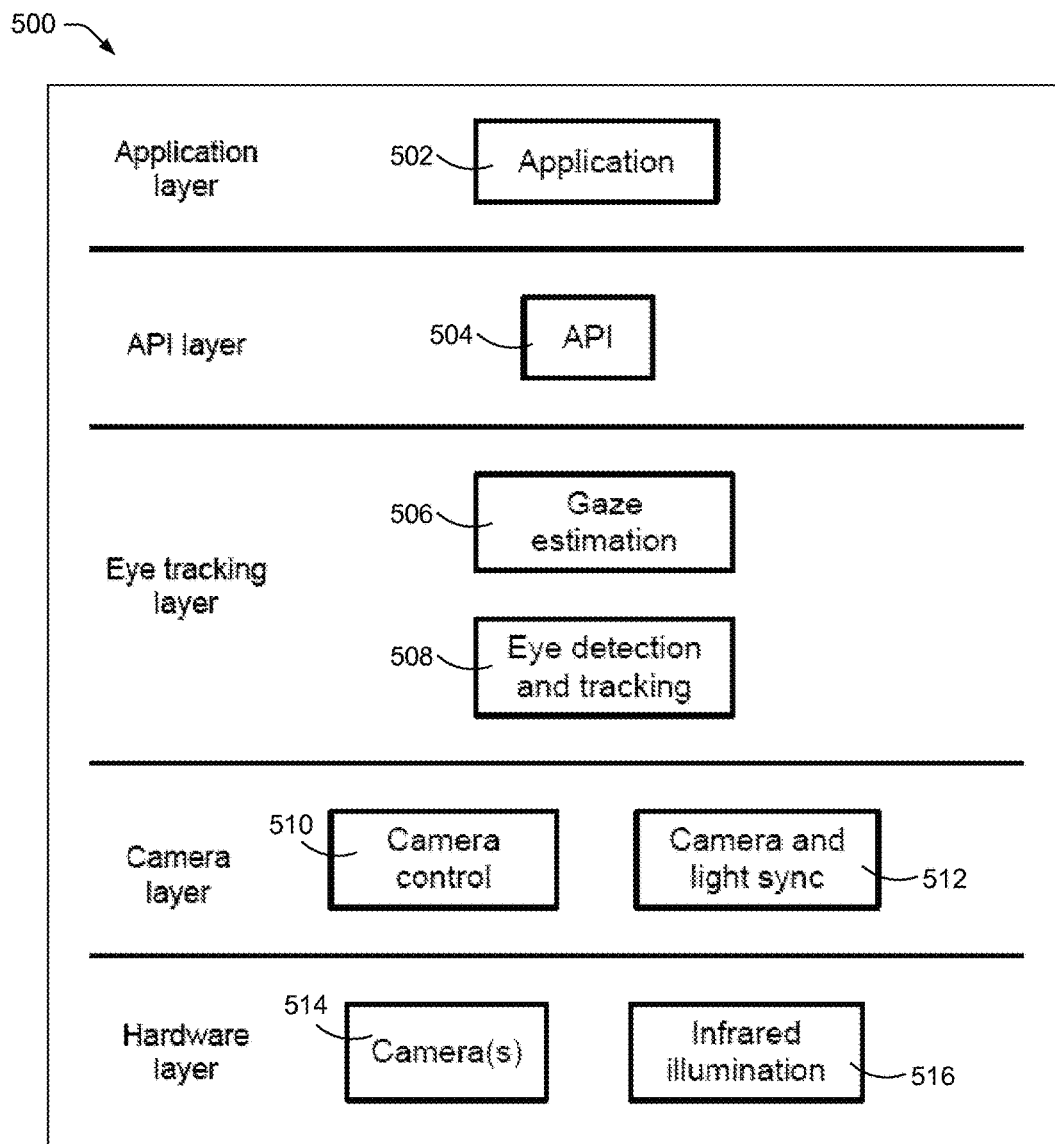 500
Application
layer
502
Application
API layer
504
API
Eye tracking
layer
506
Gaze
estimation
508
Eye detection
and tracking
Camera
layer
510
Camera
control
Camera and
light sync
512
Hardware
layer
514
Camera(s)
Infrared
illumination
516